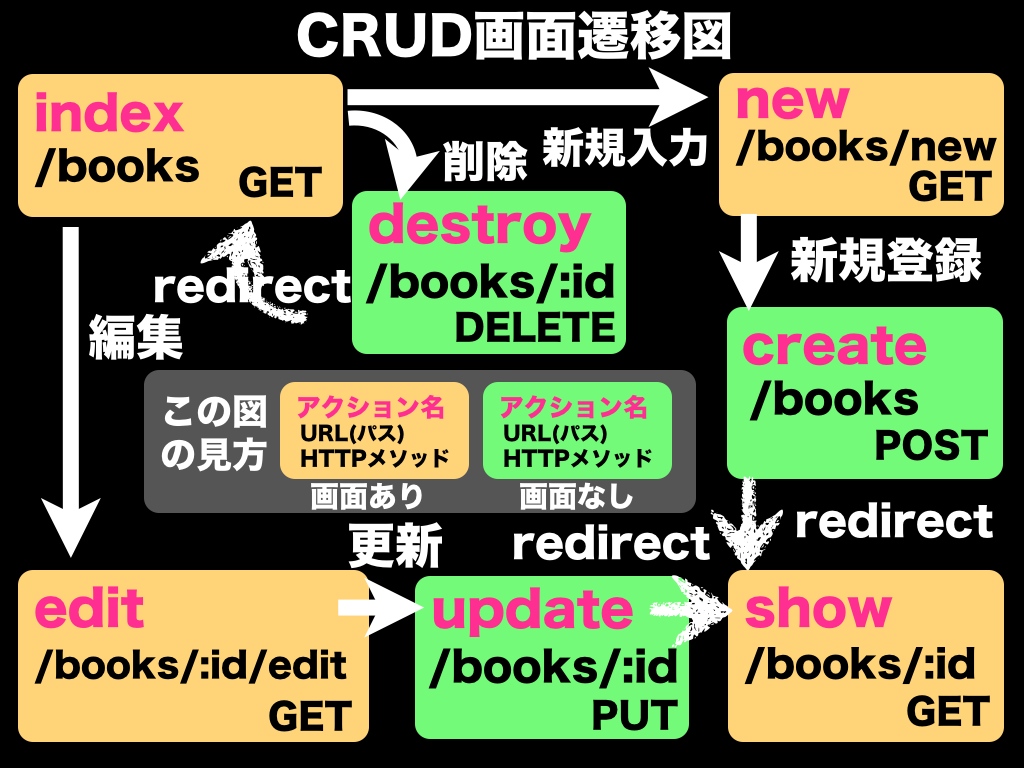 CRUD画面遷移図
index
/books
GET
新規入力
new
/books/new
GET
削除
destroy
/books/:id
DELETE
redirect
編集
新規登録
create
/books
POST
この図
の見方
アクション名
URL(パス)
HTTPメソッド
画面あり
アクション名
URL(パス)
HTTPメソッド
画面なし
更新
redirect
redirect
edit
/books/:id/edit
GET
update
/books/:id
PUT
show
/books/:id
GET